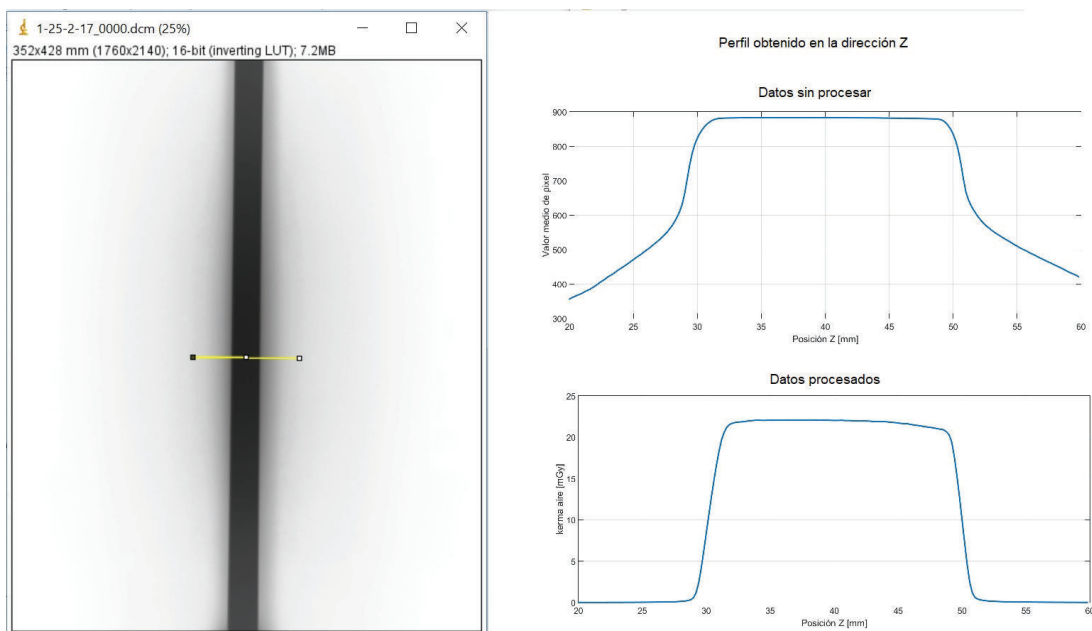 1-25-2-17_0000.dcm (25%)
352x428 mm (1760x2140); 16-bit (inverting LUT); 7.2MB
Perfil obtenido en la dirección Z
Datos sin procesar
Valor medio de pixel
900
800
700
600
500
400
300
20 25 30 35 40 45 50 55 60
Posición Z [mm]
Datos procesados
kerma aire [mGy]
25
20
15
10
5
0
20 25 30 35 40 45 50 55 60
Posición Z [mm]